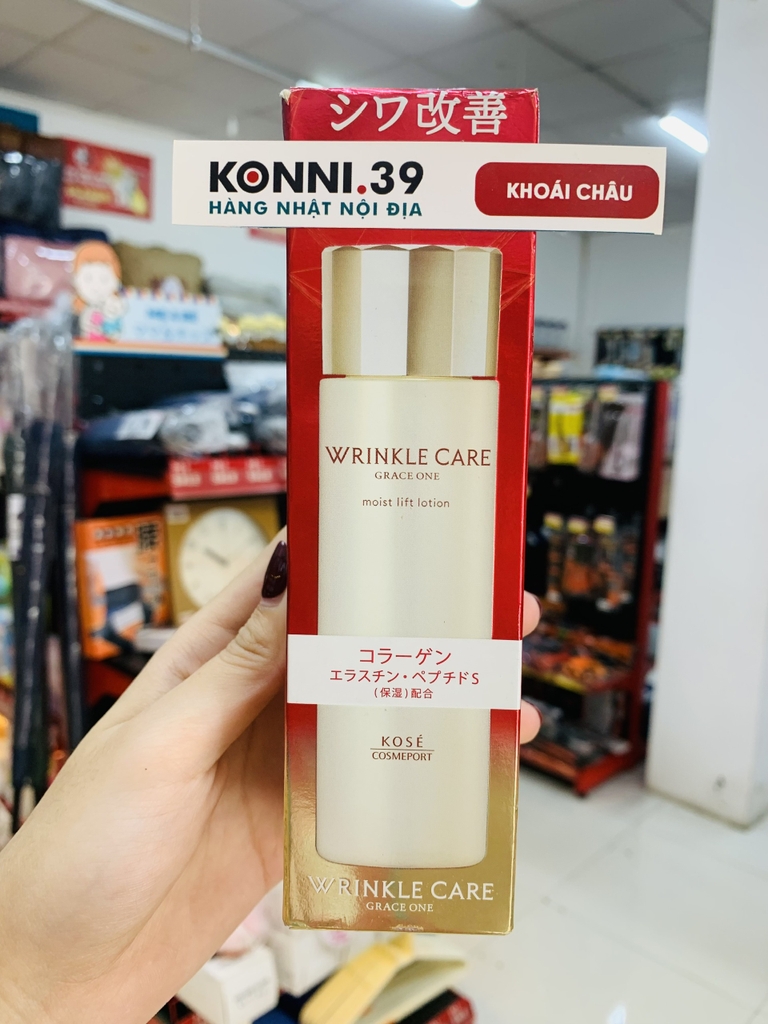 シワ改善
KONNI.39
HÀNG NHẬT NỘI ĐỊA
KHOÁI CHÂU
WRINKLE CARE
GRACE ONE
moist lift lotion
コラーゲン
エラスチン・ペプチドS
(保湿)配合
KOSÉ
COSMEPORT
WRINKLE CARE
GRACE ONE